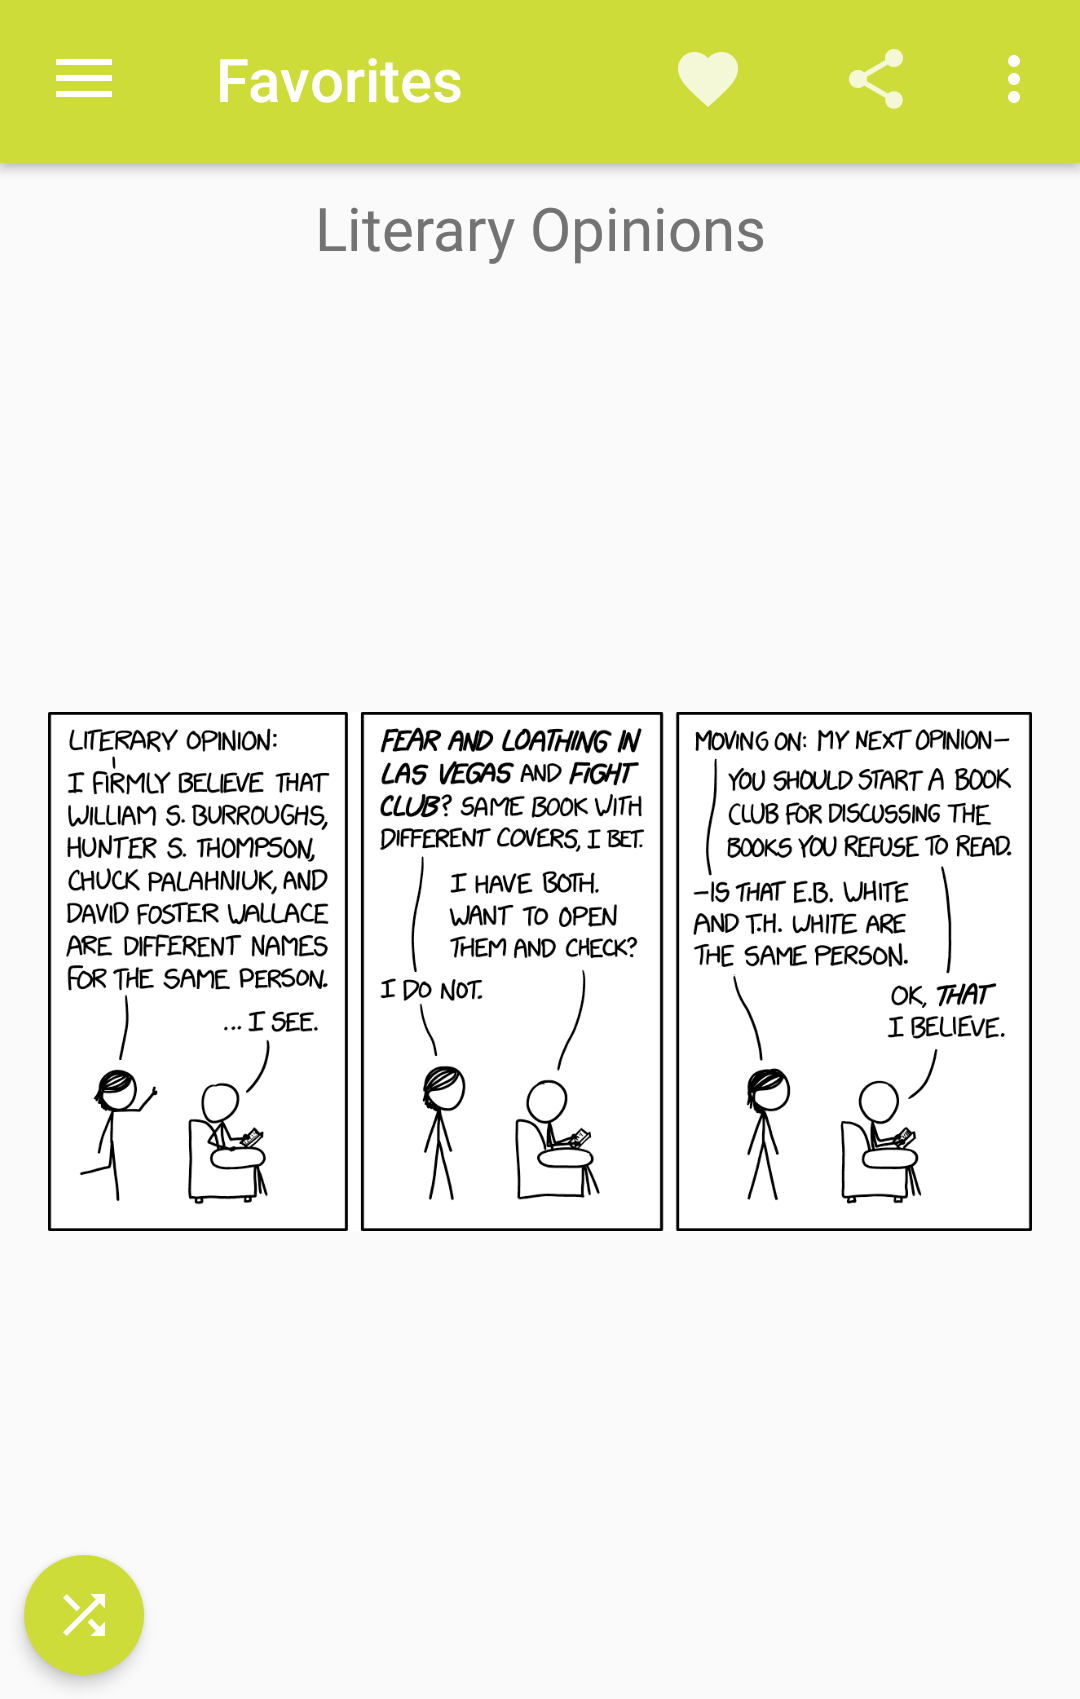 Favorites
Literary Opinions
LITERARY OPINION:
I FIRMLY BELIEVE THAT
WILLIAM S. BURROUGHS,
HUNTER S. THOMPSON,
CHUCK PALAHNIUK, AND
DAVID FOSTER WALLACE
ARE DIFFERENT NAMES
FOR THE SAME PERSON.
... I SEE.
FEAR AND LOATHING IN
LAS VEGAS AND FIGHT
CLUB? SAME BOOK WITH
DIFFERENT COVERS, I BET.
I HAVE BOTH.
WANT TO OPEN
THEM AND CHECK?
I DO NOT.
MOVING ON: MY NEXT OPINION—
YOU SHOULD START A BOOK
CLUB FOR DISCUSSING THE
BOOKS YOU REFUSE TO READ.
—IS THAT E.B. WHITE
AND T.H. WHITE ARE
THE SAME PERSON.
OK, THAT
I BELIEVE.